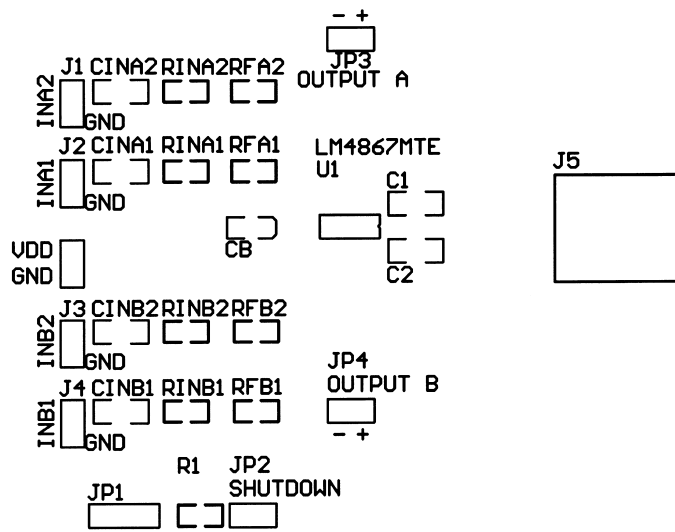 - +
JP3
OUTPUT A
J1 CINA2 RINA2 RFA2
INA2
GND
J2 CINA1 RINA1 RFA1
INA1
GND
LM4867MTE
U1
C1
J5
CB
C2
VDD
GND
J3 CINB2 RINB2 RFB2
INB2
GND
JP4
OUTPUT B
- +
J4 CINB1 RINB1 RFB1
INB1
GND
R1
JP2
SHUTDOWN
JP1